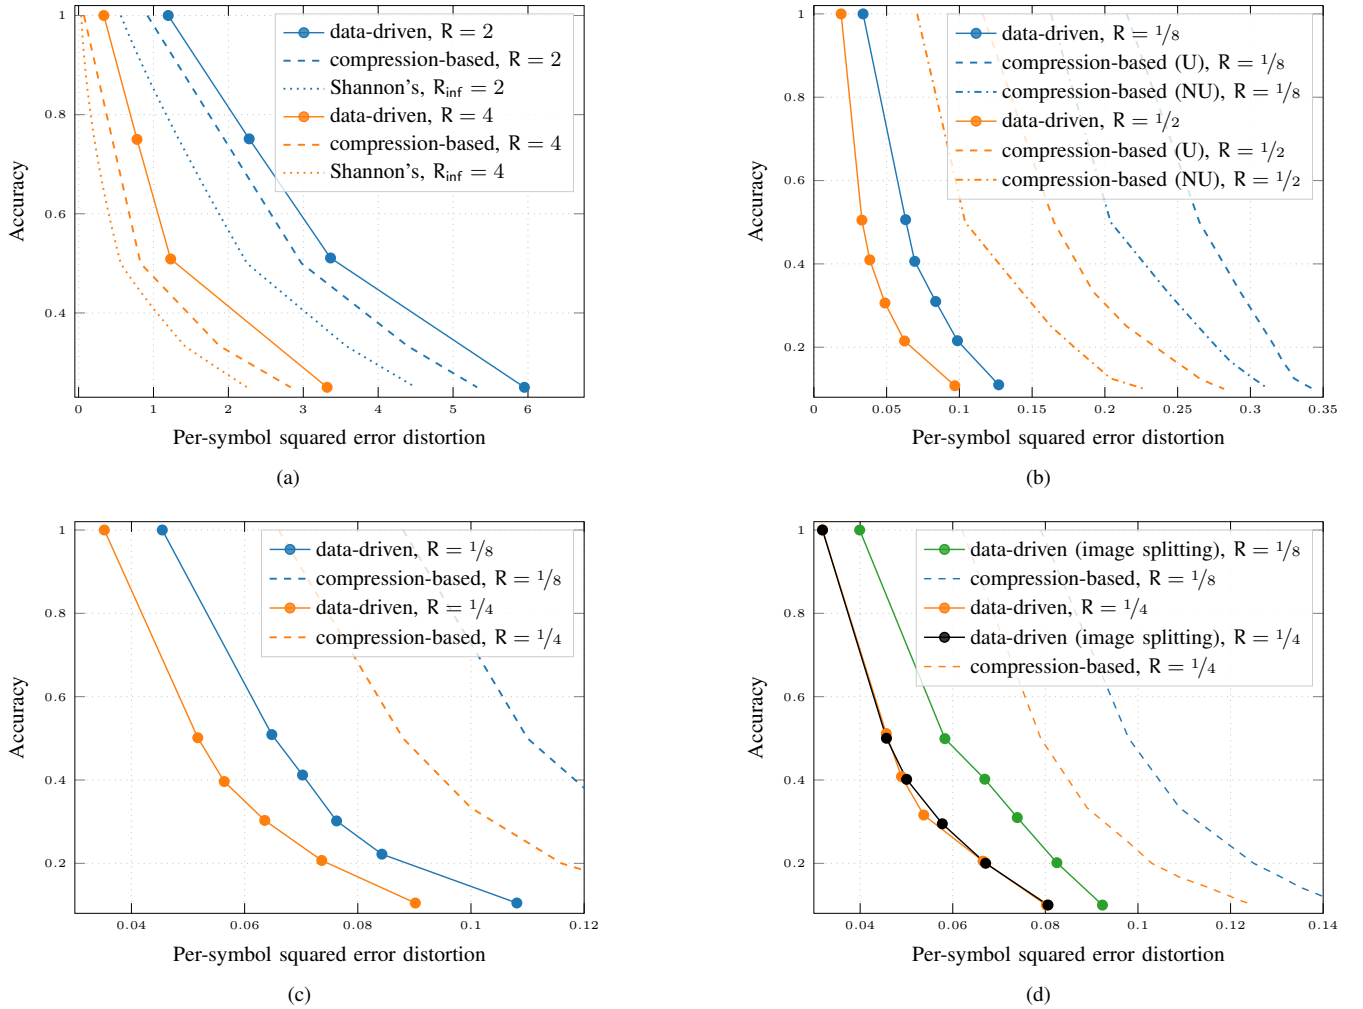 1
0.8
0.6
0.4
Accuracy
data-driven, R = 2
compression-based, R = 2
Shannon's, R_inf = 2
data-driven, R = 4
compression-based, R = 4
Shannon's, R_inf = 4
0 1 2 3 4 5 6
Per-symbol squared error distortion
(a)
1
0.8
0.6
0.4
0.2
Accuracy
data-driven, R = 1/8
compression-based (U), R = 1/8
compression-based (NU), R = 1/8
data-driven, R = 1/2
compression-based (U), R = 1/2
compression-based (NU), R = 1/2
0 0.05 0.1 0.15 0.2 0.25 0.3 0.35
Per-symbol squared error distortion
(b)
1
0.8
0.6
0.4
0.2
Accuracy
data-driven, R = 1/8
compression-based, R = 1/8
data-driven, R = 1/4
compression-based, R = 1/4
0.04 0.06 0.08 0.1 0.12
Per-symbol squared error distortion
(c)
1
0.8
0.6
0.4
0.2
Accuracy
data-driven (image splitting), R = 1/8
compression-based, R = 1/8
data-driven, R = 1/4
data-driven (image splitting), R = 1/4
compression-based, R = 1/4
0.04 0.06 0.08 0.1 0.12 0.14
Per-symbol squared error distortion
(d)